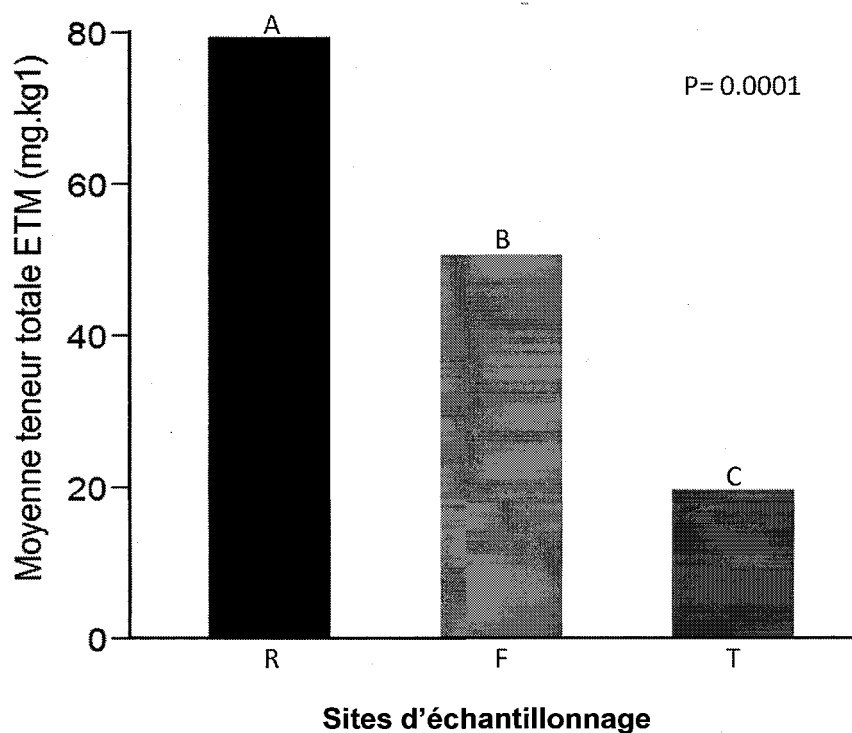 Moyenne teneur totale ETM (mg.kg1)
80
60
40
20
0
A
B
C
P= 0.0001
R
F
T
Sites d'échantillonnage